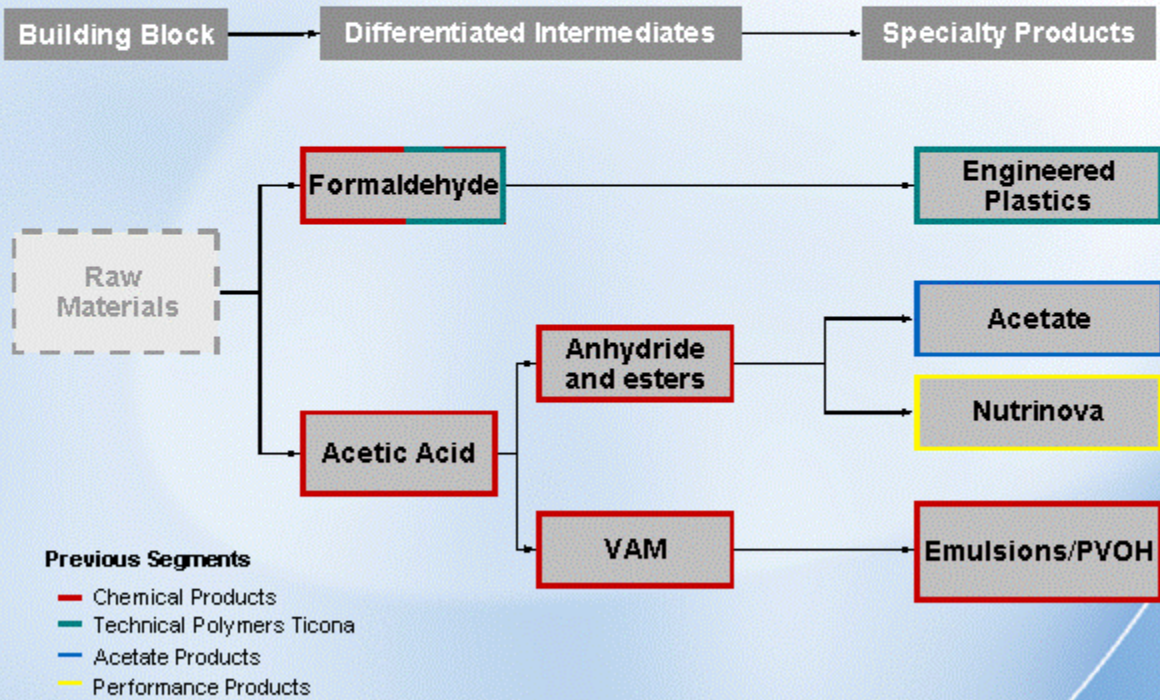 Building Block
Differentiated Intermediates
Specialty Products
Formaldehyde
Engineered
Plastics
Raw
Materials
Acetate
Anhydride
and esters
Nutrinova
Acetic Acid
VAM
Emulsions/PVOH
Previous Segments
Chemical Products
Technical Polymers Ticona
Acetate Products
Performance Products